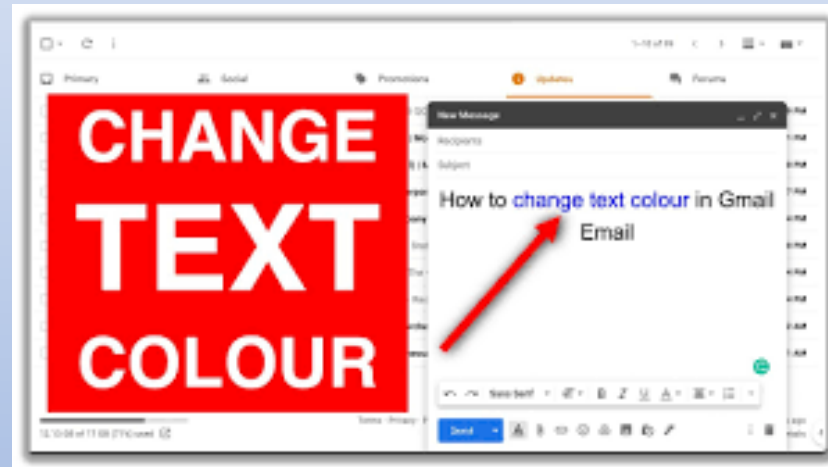 Primary Social Promotions Updates Forums
CHANGE
TEXT
COLOUR
New Message
Recipients
Subject
How to change text colour in Gmail
Email
Sans Serif
Send